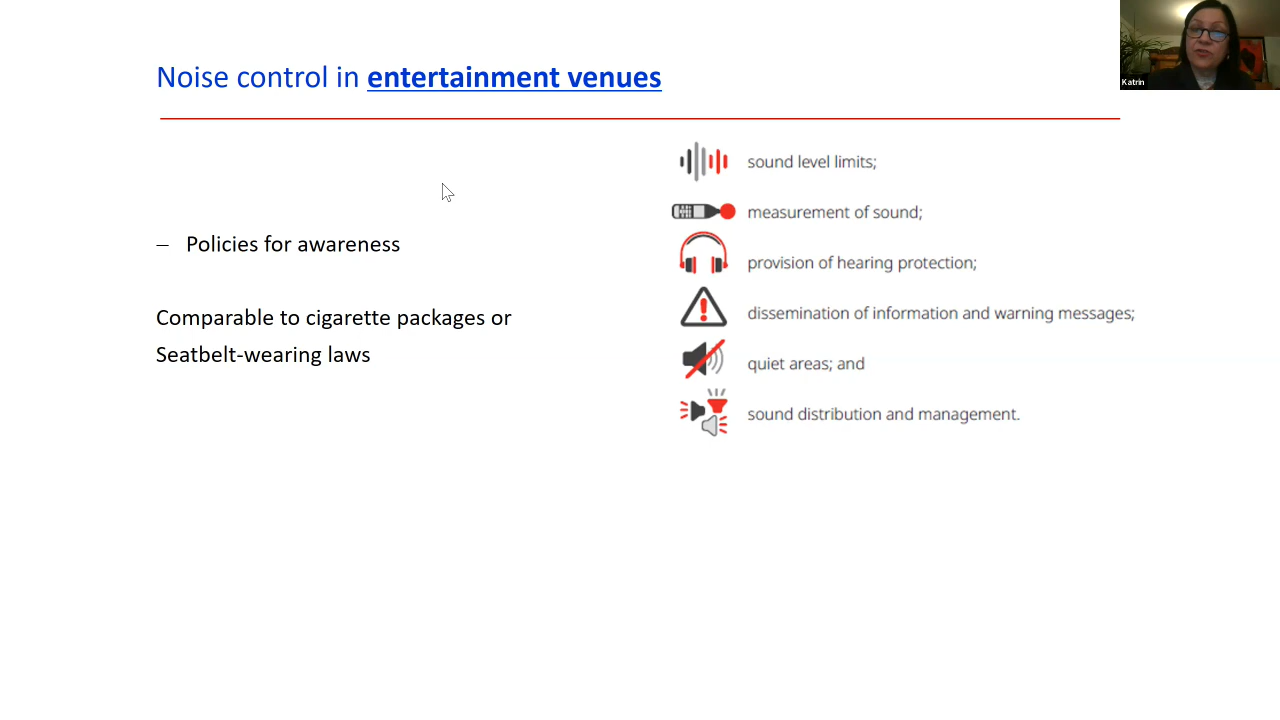 Noise control in entertainment venues
Katrin
– Policies for awareness
Comparable to cigarette packages or
Seatbelt-wearing laws
sound level limits;
measurement of sound;
provision of hearing protection;
dissemination of information and warning messages;
quiet areas; and
sound distribution and management.